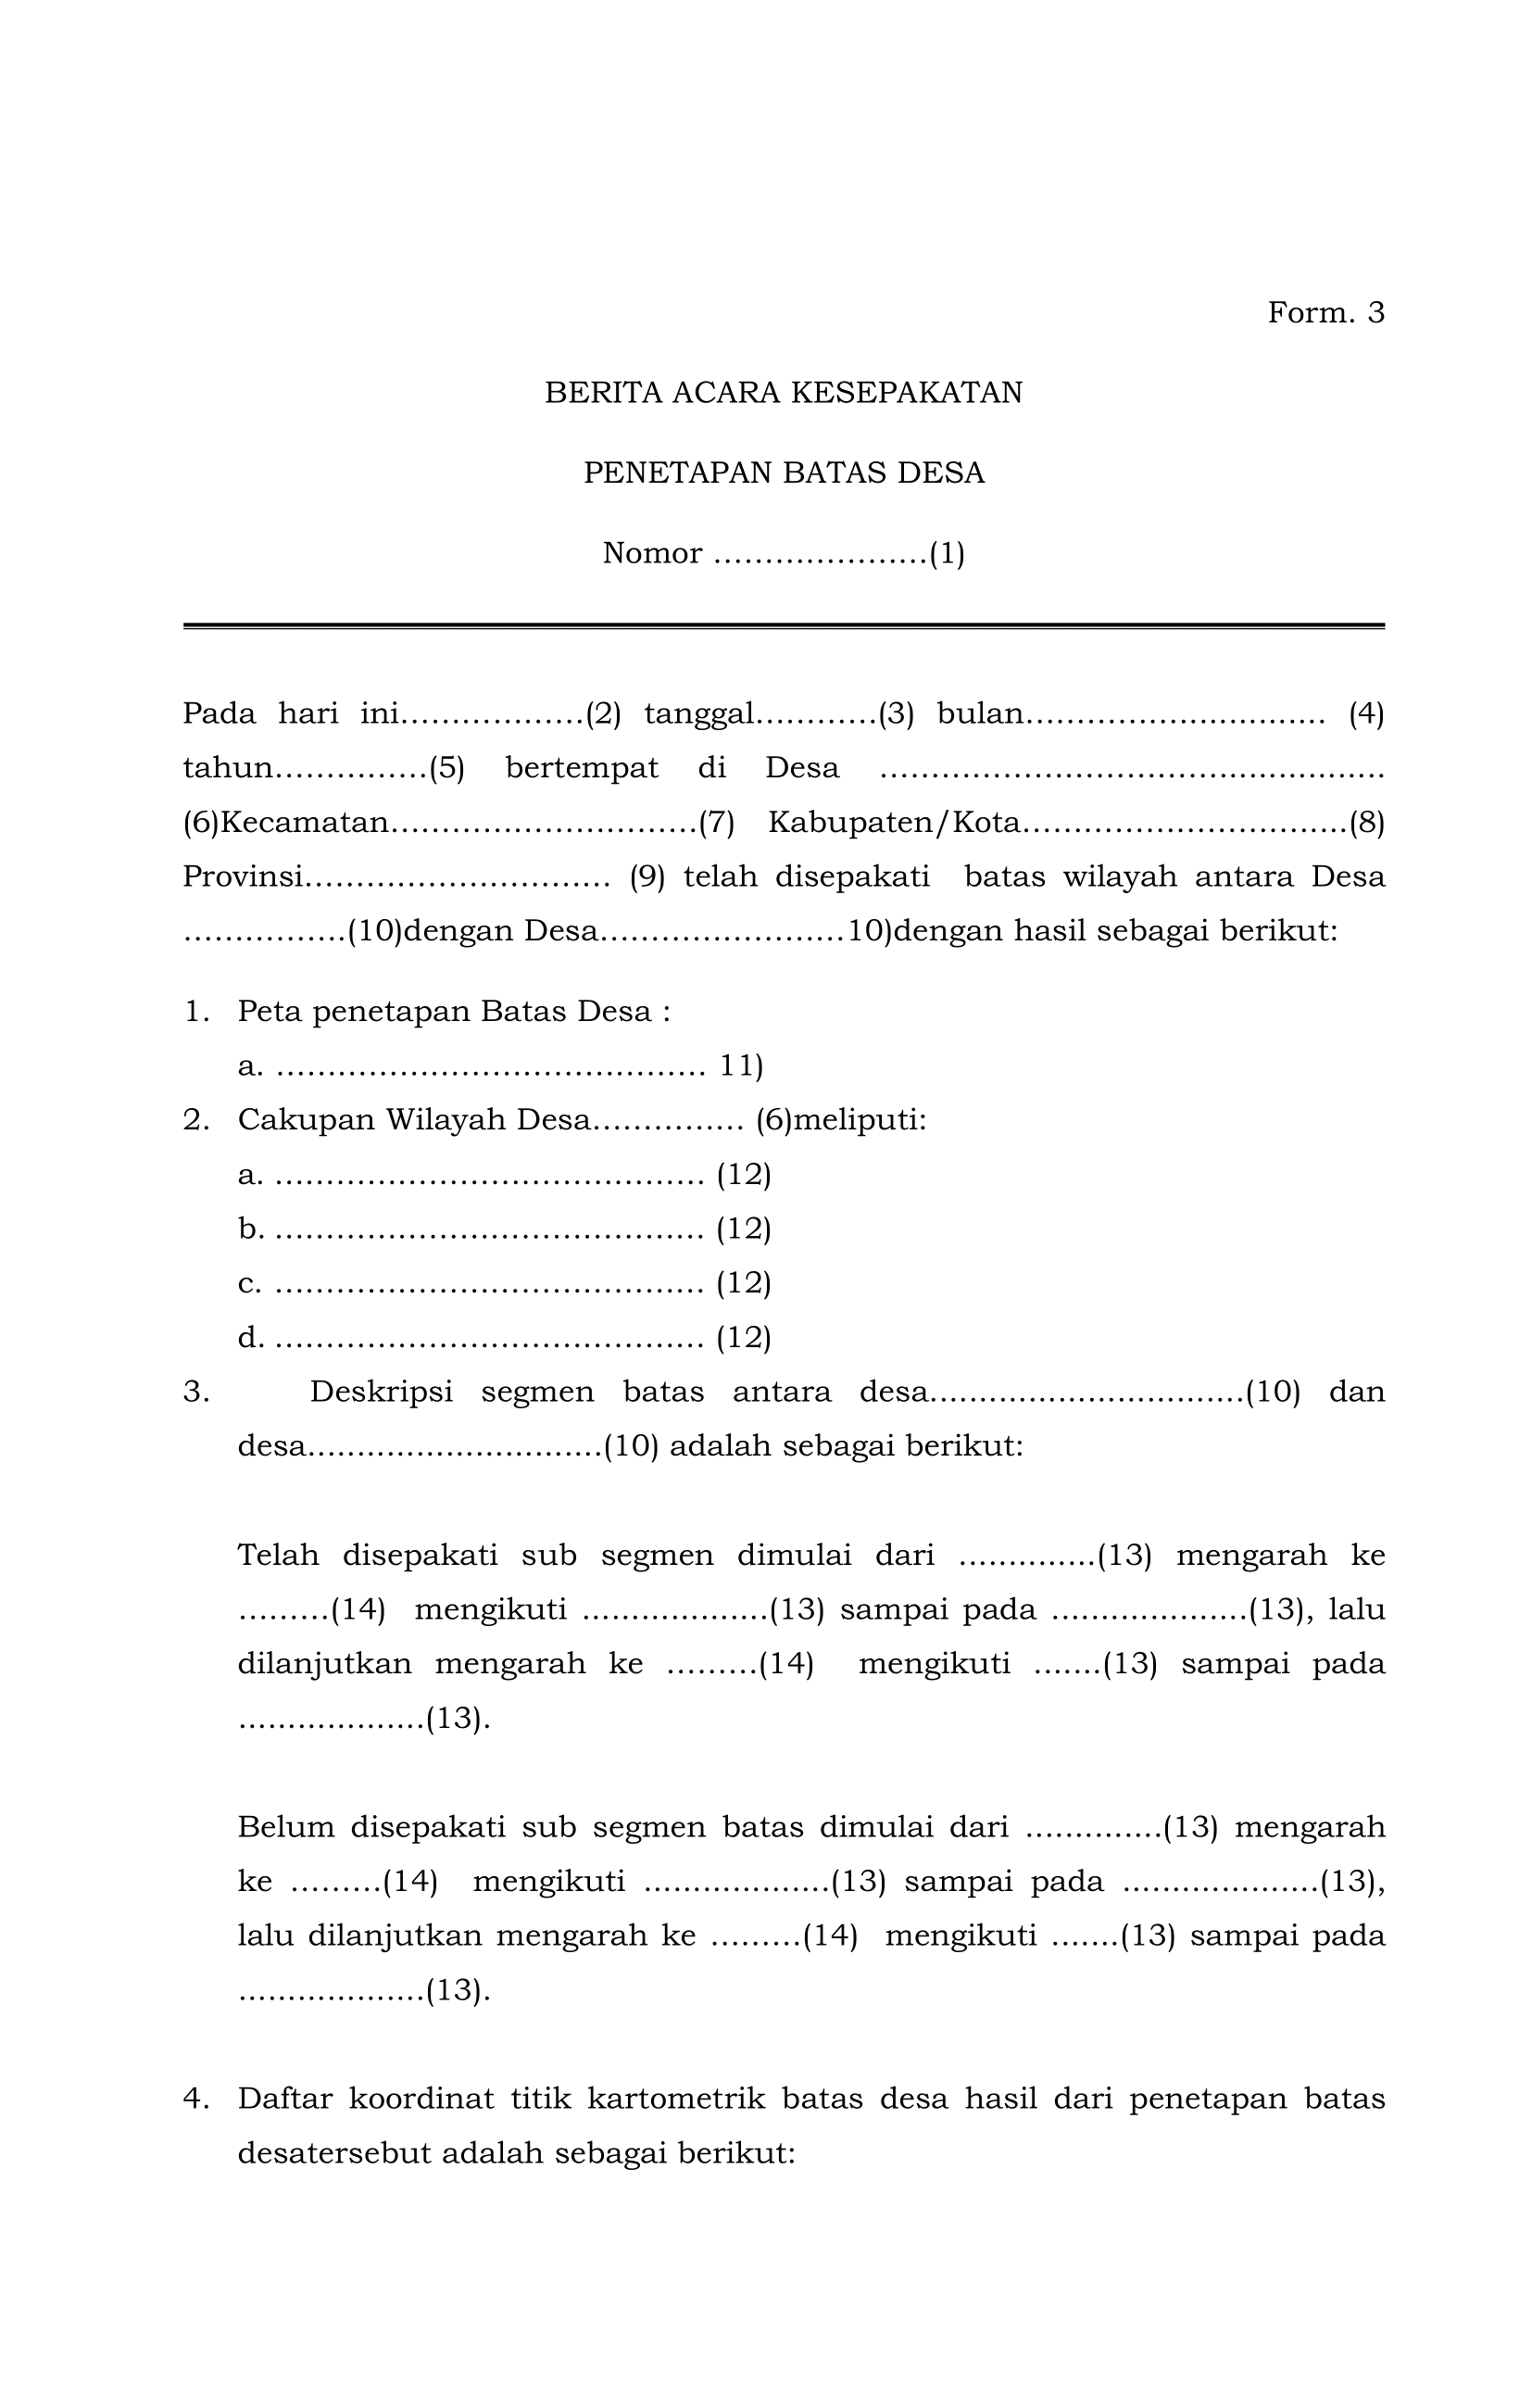 Form. 3
BERITA ACARA KESEPAKATAN
PENETAPAN BATAS DESA
Nomor .....................(1)
Pada hari ini..................(2) tanggal............(3) bulan............................. (4)
tahun...............(5) bertempat di Desa .................................................
(6)Kecamatan..............................(7) Kabupaten/Kota................................(8)
Provinsi.............................. (9) telah disepakati batas wilayah antara Desa
................(10)dengan Desa........................10)dengan hasil sebagai berikut:
1. Peta penetapan Batas Desa :
a. .......................................... 11)
2. Cakupan Wilayah Desa............... (6)meliputi:
a. .......................................... (12)
b. .......................................... (12)
c. .......................................... (12)
d. .......................................... (12)
3. Deskripsi segmen batas antara desa................................(10) dan
desa..............................(10) adalah sebagai berikut:
Telah disepakati sub segmen dimulai dari ..............(13) mengarah ke
.........(14) mengikuti ...................(13) sampai pada ....................(13), lalu
dilanjutkan mengarah ke .........(14) mengikuti .......(13) sampai pada
...................(13).
Belum disepakati sub segmen batas dimulai dari ..............(13) mengarah
ke .........(14) mengikuti ...................(13) sampai pada ....................(13),
lalu dilanjutkan mengarah ke .........(14) mengikuti .......(13) sampai pada
...................(13).
4. Daftar koordinat titik kartometrik batas desa hasil dari penetapan batas
desatersebut adalah sebagai berikut: